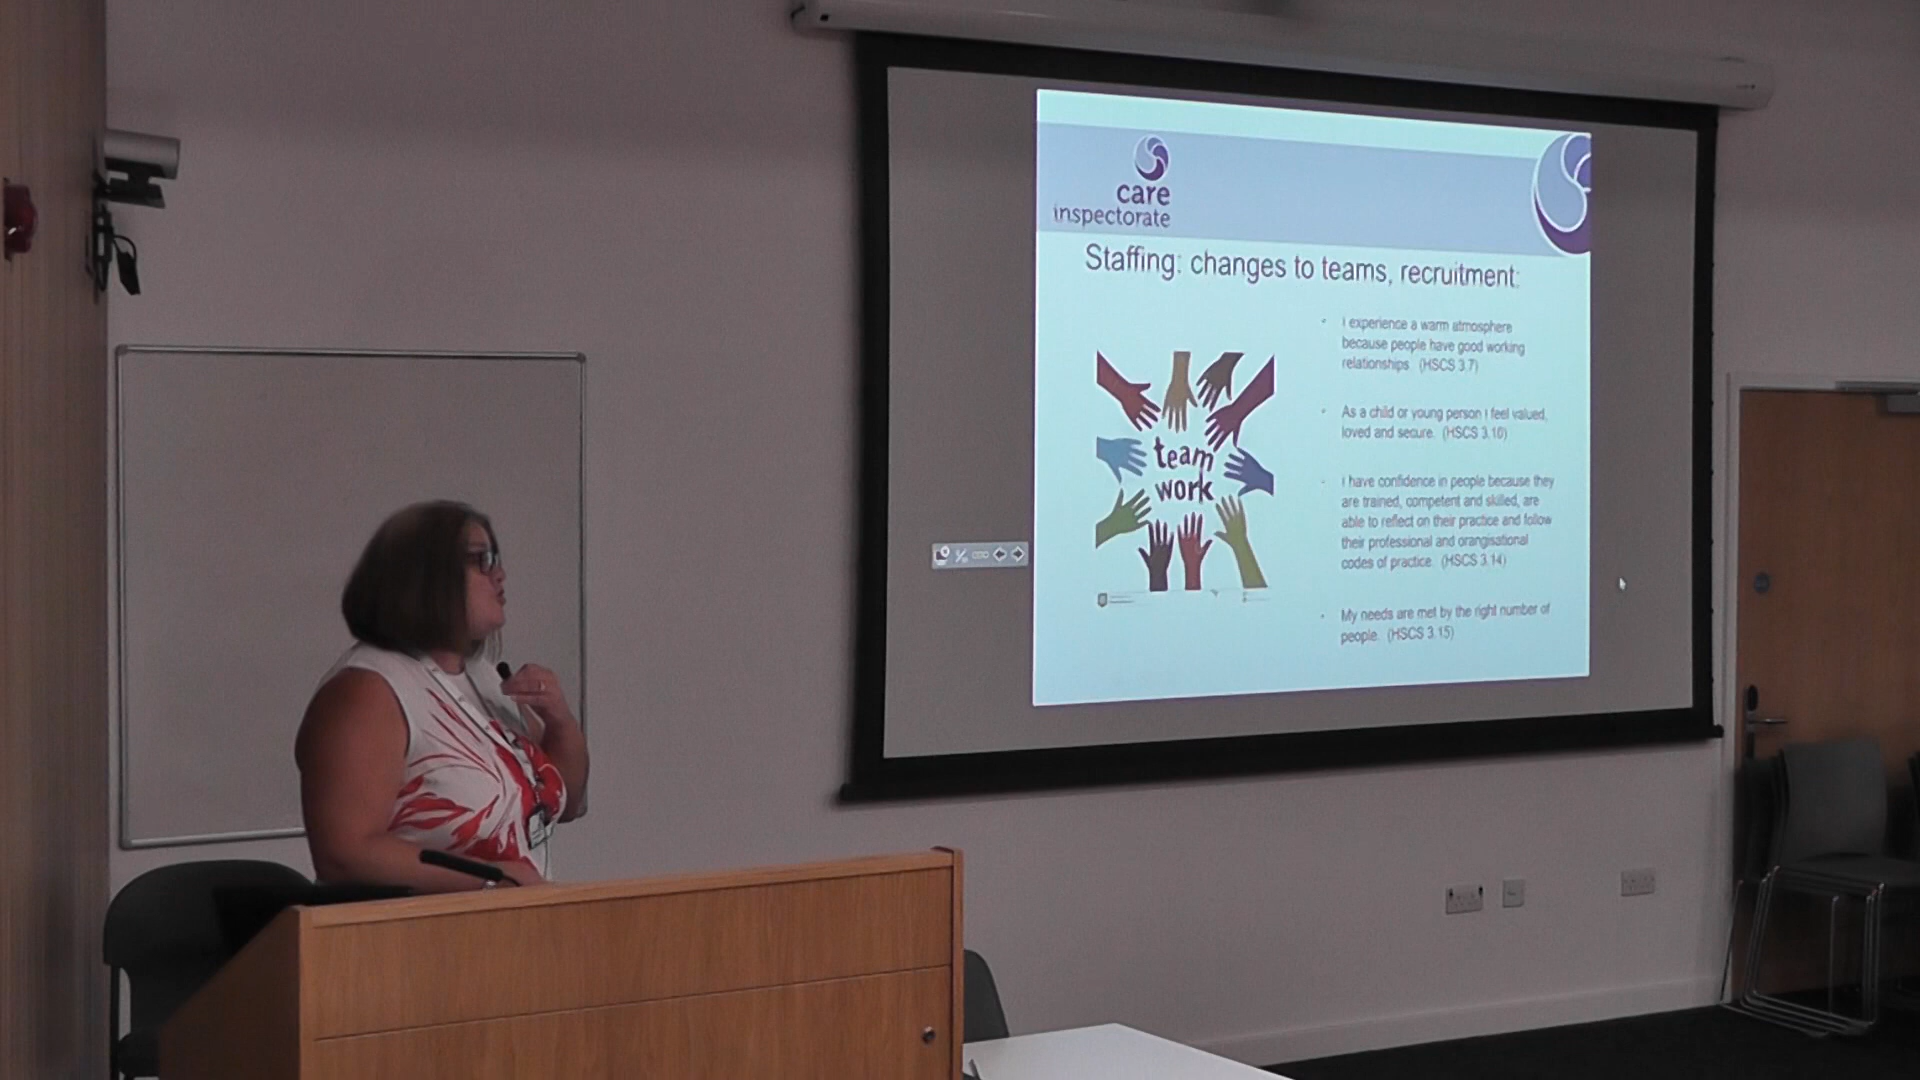 care
inspectorate
Staffing: changes to teams, recruitment:
team
work
- I experience a warm atmosphere
because people have good working
relationships. (HSCS 3.7)
- As a child or young person I feel valued,
loved and secure. (HSCS 3.10)
- I have confidence in people because they
are trained, competent and skilled, are
able to reflect on their practice and follow
their professional and orangisational
codes of practice. (HSCS 3.14)
- My needs are met by the right number of
people. (HSCS 3.15)